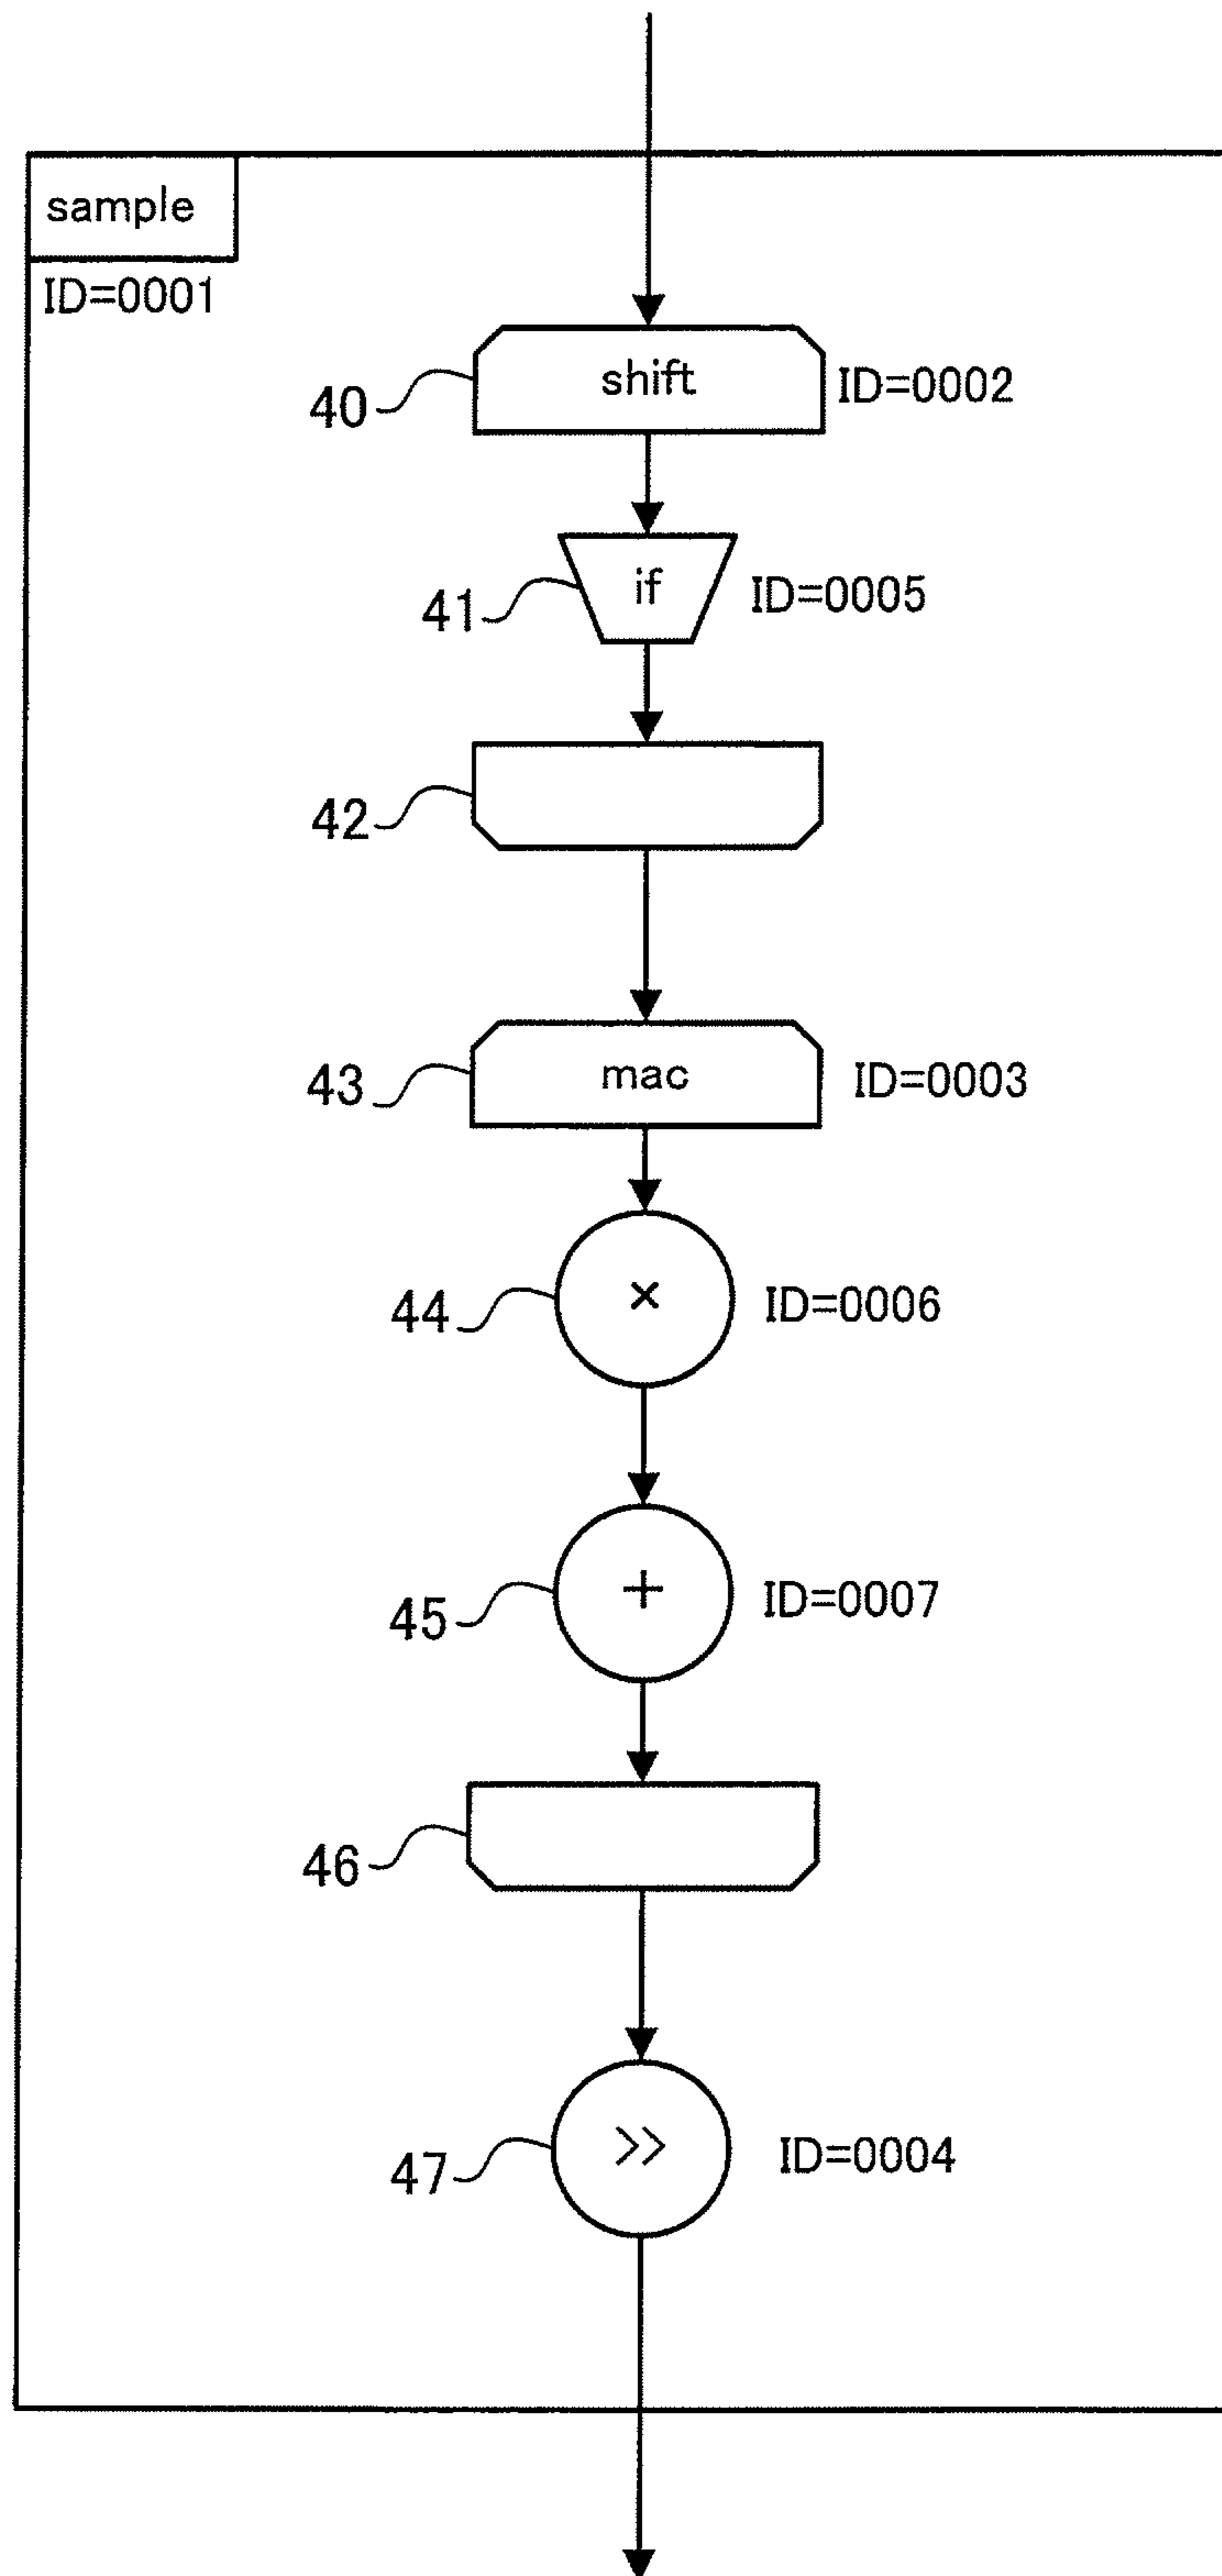 sample
ID=0001
40 shift ID=0002
41 if ID=0005
42
43 mac ID=0003
44 × ID=0006
45 + ID=0007
46
47 >> ID=0004